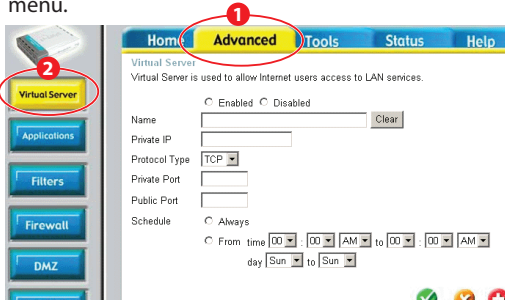 menu.
1
Home Advanced Tools Status Help
2
Virtual Server
Applications
Filters
Firewall
DMZ
Virtual Server
Virtual Server is used to allow Internet users access to LAN services.
Enabled Disabled
Name Clear
Private IP
Protocol Type TCP
Private Port
Public Port
Schedule Always
From time 00 : 00 AM to 00 : 00 AM
day Sun to Sun